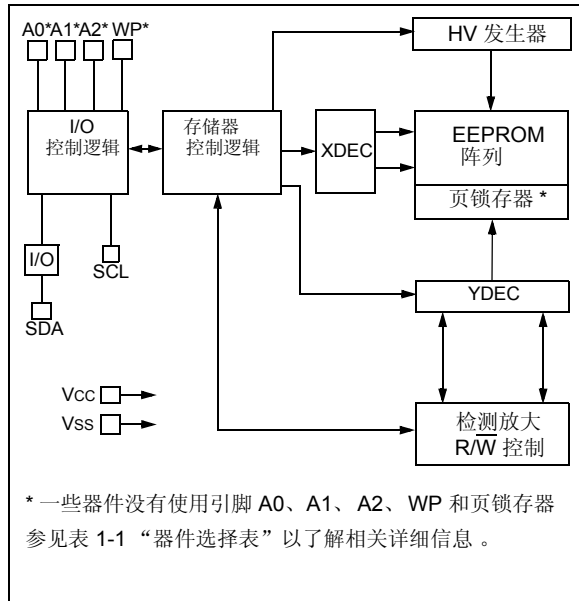 A0*A1*A2* WP*
HV 发生器
I/O
控制逻辑
存储器
控制逻辑
XDEC
EEPROM
阵列
页锁存器 *
I/O
SCL
SDA
YDEC
VCC
VSS
检测放大
R/W̅ 控制
* 一些器件没有使用引脚 A0、A1、 A2、 WP 和页锁存器
参见表 1-1 “器件选择表”以了解相关详细信息 。